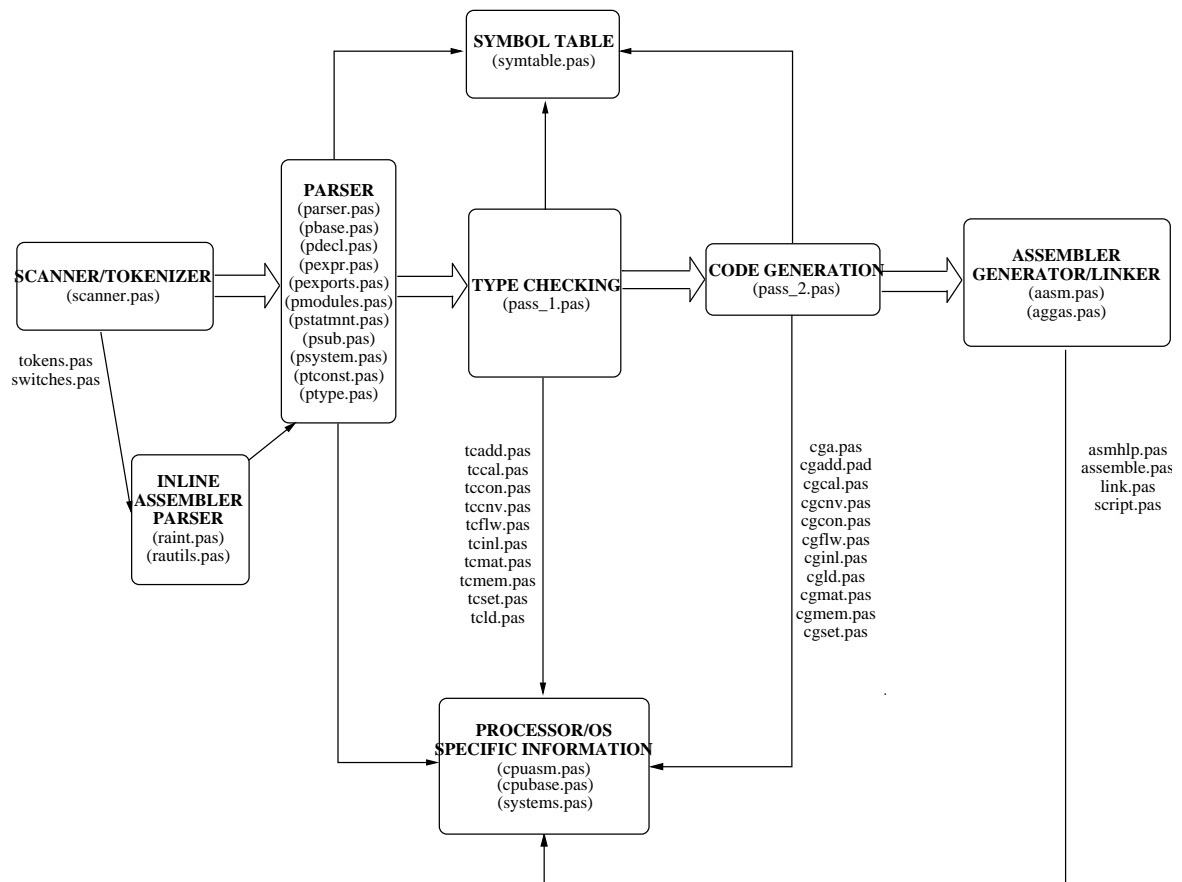 SYMBOL TABLE
(symtable.pas)
PARSER
(parser.pas)
(pbase.pas)
(pdecl.pas)
(pexpr.pas)
(pexports.pas)
(pmodules.pas)
(pstatmnt.pas)
(psub.pas)
(psystem.pas)
(ptconst.pas)
(ptype.pas)
SCANNER/TOKENIZER
(scanner.pas)
TYPE CHECKING
(pass_1.pas)
CODE GENERATION
(pass_2.pas)
ASSEMBLER
GENERATOR/LINKER
(aasm.pas)
(aggas.pas)
tokens.pas
switches.pas
INLINE
ASSEMBLER
PARSER
(raint.pas)
(rautils.pas)
tcadd.pas
tccal.pas
tccon.pas
tccnv.pas
tcflw.pas
tcinl.pas
tcmat.pas
tcmem.pas
tcset.pas
tcld.pas
cga.pas
cgadd.pad
cgcal.pas
cgcnv.pas
cgcon.pas
cgflw.pas
cginl.pas
cgld.pas
cgmat.pas
cgmem.pas
cgset.pas
asmhlp.pas
assemble.pas
link.pas
script.pas
PROCESSOR/OS
SPECIFIC INFORMATION
(cpuasm.pas)
(cpubase.pas)
(systems.pas)